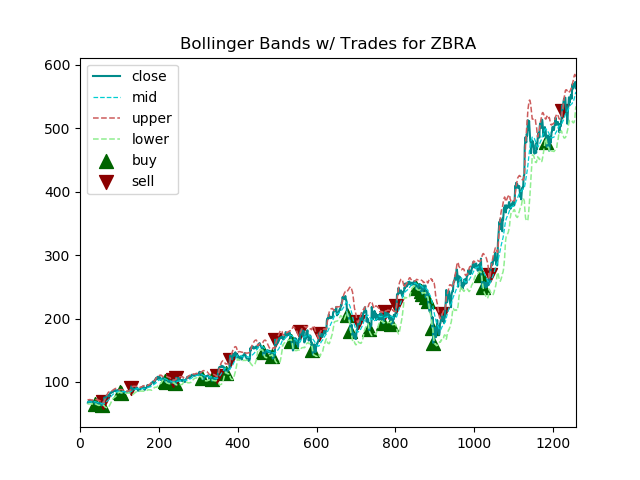 Bollinger Bands w/ Trades for ZBRA
600
500
400
300
200
100
close
mid
upper
lower
buy
sell
0 200 400 600 800 1000 1200